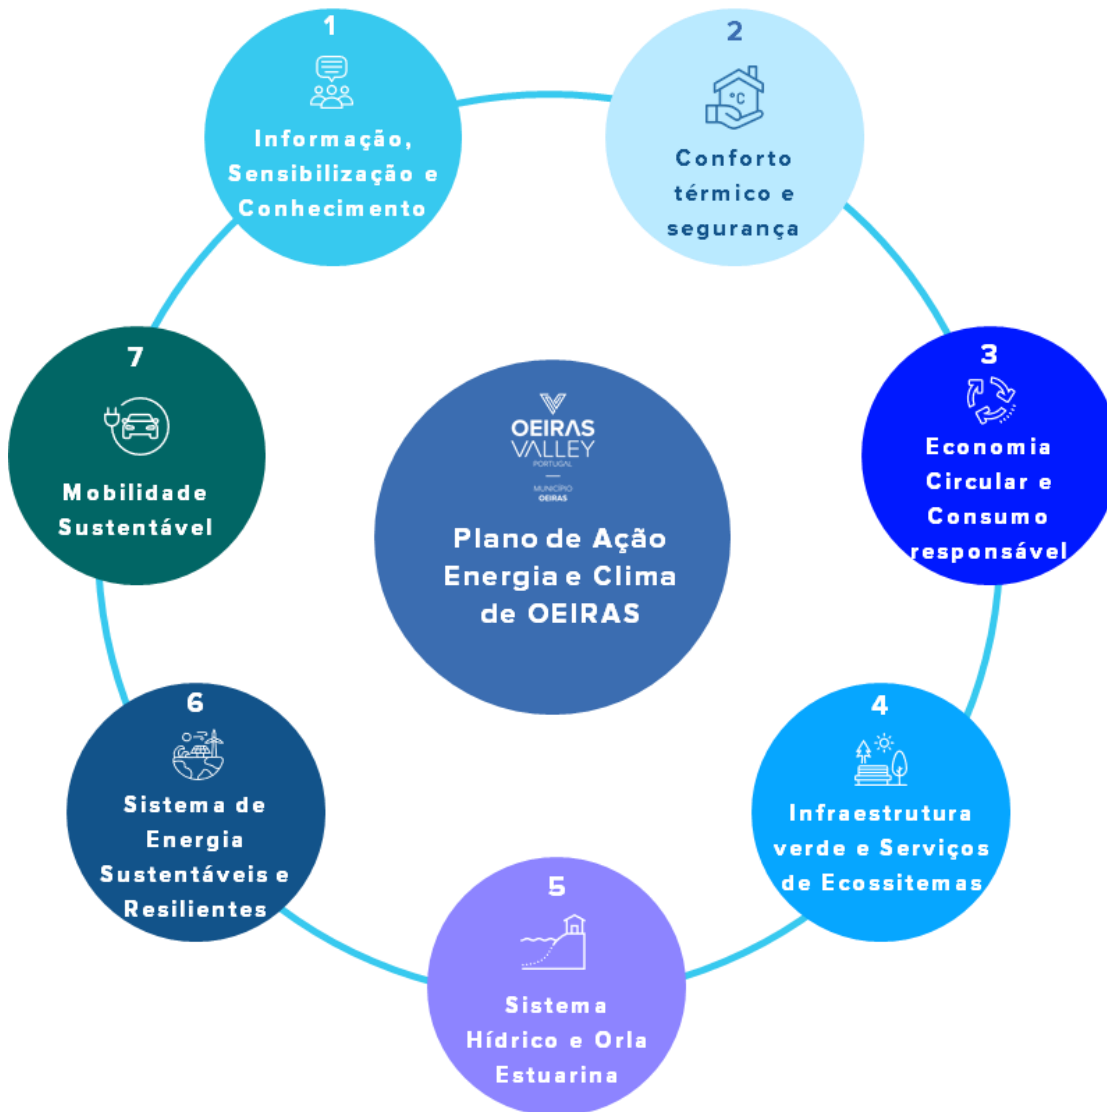 1
Informação,
Sensibilização e
Conhecimento
2
°C
Conforto
térmico e
segurança
3
Economia
Circular e
Consumo
responsável
4
Infraestrutura
verde e Serviços
de Ecossitemas
5
Sistema
Hídrico e Orla
Estuarina
6
Sistema de
Energia
Sustentáveis e
Resilientes
7
Mobilidade
Sustentável
OEIRAS
VALLEY
PORTUGAL
MUNICÍPIO
OEIRAS
Plano de Ação
Energia e Clima
de OEIRAS